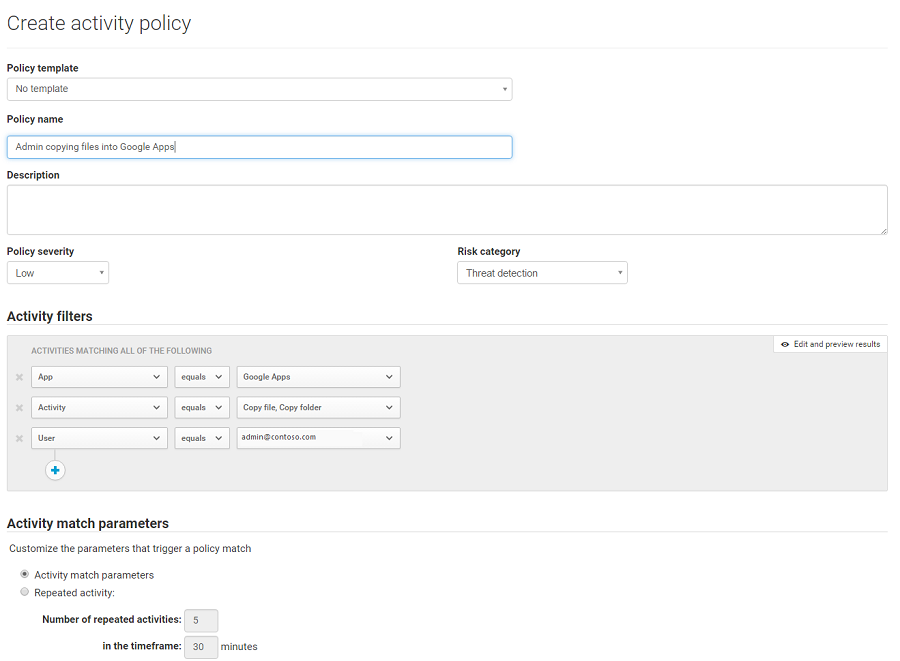 Create activity policy
Policy template
No template
Policy name
Admin copying files into Google Apps
Description
Policy severity
Risk category
Low
Threat detection
Activity filters
ACTIVITIES MATCHING ALL OF THE FOLLOWING
Edit and preview results
App equals Google Apps
Activity equals Copy file, Copy folder
User equals admin@contoso.com
Activity match parameters
Customize the parameters that trigger a policy match
Activity match parameters
Repeated activity:
Number of repeated activities: 5
in the timeframe: 30 minutes